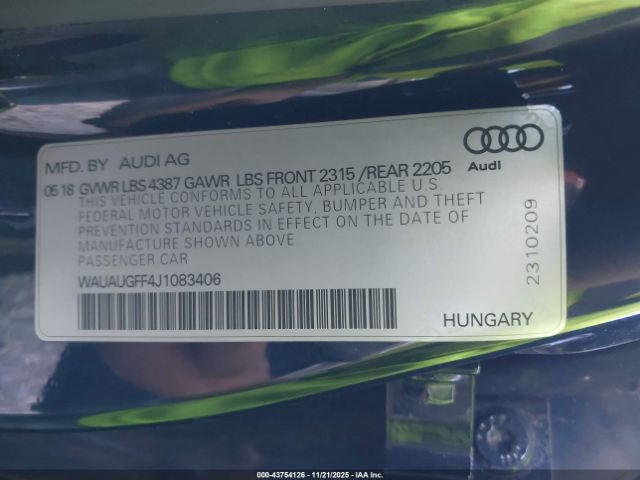 MFD. BY AUDI AG
05 18 GVWR LBS 4387 GAWR LBS FRONT 2315 /REAR 2205
THIS VEHICLE CONFORMS TO ALL APPLICABLE U.S
FEDERAL MOTOR VEHICLE SAFETY, BUMPER AND THEFT
PREVENTION STANDARDS IN EFFECT ON THE DATE OF
MANUFACTURE SHOWN ABOVE
PASSENGER CAR
WAUAUGFF4J1083406
Audi
2310209
HUNGARY
000-43754126 - 11/21/2025 - IAA Inc.